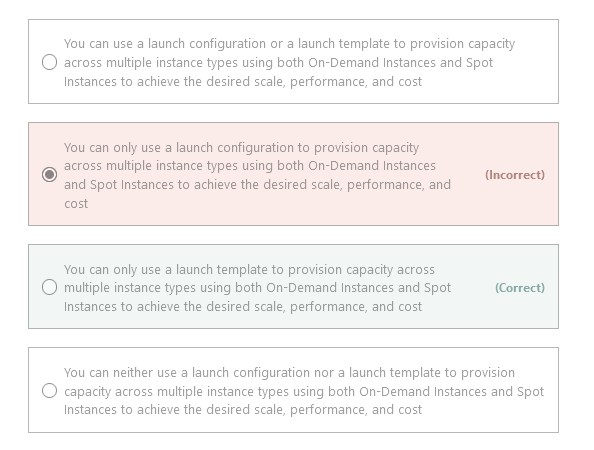 You can use a launch configuration or a launch template to provision capacity
across multiple instance types using both On-Demand Instances and Spot
Instances to achieve the desired scale, performance, and cost
You can only use a launch configuration to provision capacity
across multiple instance types using both On-Demand Instances
and Spot Instances to achieve the desired scale, performance, and
cost
(Incorrect)
You can only use a launch template to provision capacity across
multiple instance types using both On-Demand Instances and Spot
Instances to achieve the desired scale, performance, and cost
(Correct)
You can neither use a launch configuration nor a launch template to provision
capacity across multiple instance types using both On-Demand Instances and Spot
Instances to achieve the desired scale, performance, and cost